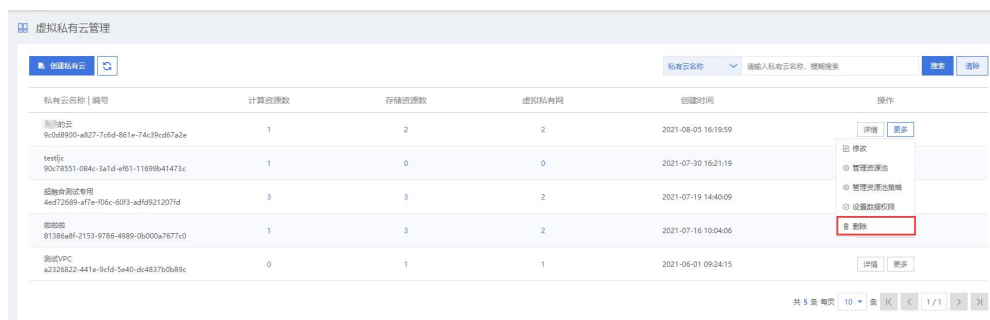 虚拟私有云管理
创建私有云
私有云名称 请输入私有云名称，模糊搜索 搜索 清除
私有云名称 | 编号 计算资源数 存储资源数 虚拟私有网 创建时间 操作
的云
9c0d8900-a827-7c6d-861e-74c39cd67a2e 1 2 2 2021-08-05 16:19:59 详情 更多
修改
testljc
90c78551-084c-3a1d-ef61-11699b41473c 1 0 0 2021-07-30 16:21:19
管理资源池
管理资源池策略
超融合测试专用
4ed72689-af7e-f06c-60f3-adfd921207fd 3 3 2 2021-07-19 14:40:09
设置数据权限
删除
啦啦啦
81386a8f-2153-9786-4989-0b000a7677c0 1 3 2 2021-07-16 10:04:06
测试VPC
a2326822-441e-9cfd-5e40-dc4837b0b89c 0 1 1 2021-06-01 09:24:15 详情 更多
共 5 条 每页 10 条 1 / 1